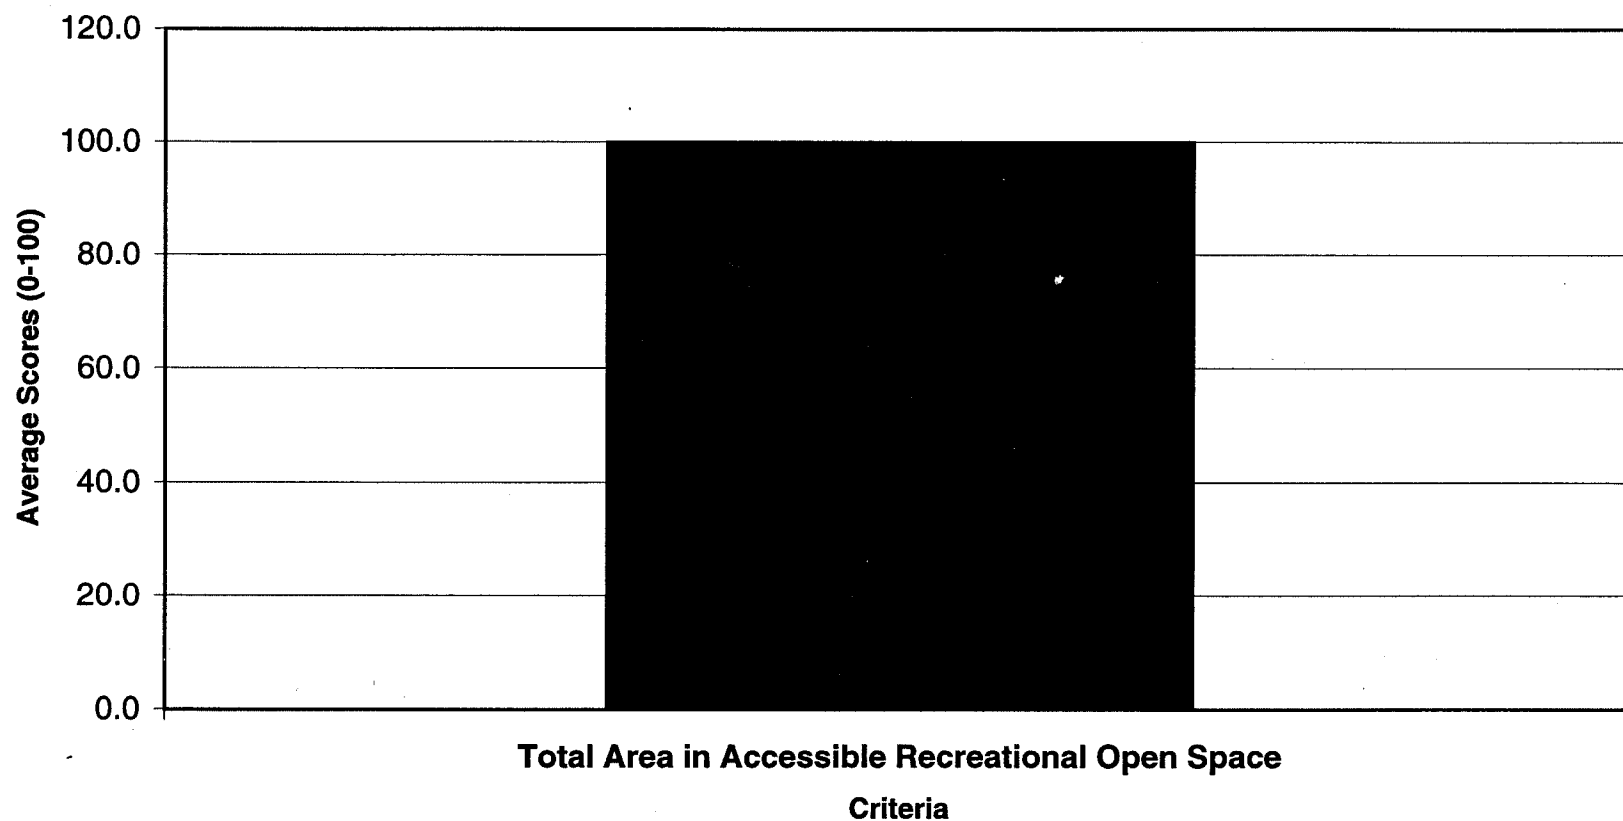 120.0
100.0
80.0
60.0
40.0
20.0
0.0
Average Scores (0-100)
Total Area in Accessible Recreational Open Space
Criteria